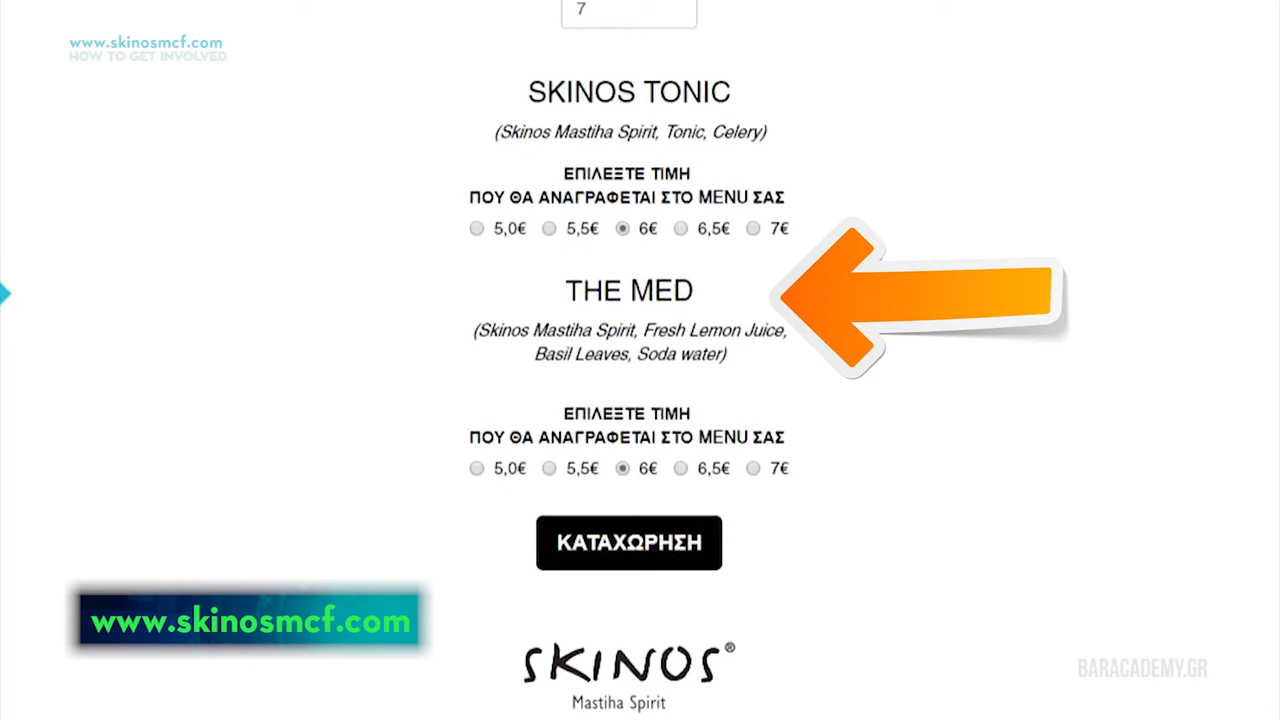 7
www.skinosmcf.com
HOW TO GET INVOLVED
SKINOS TONIC
(Skinos Mastiha Spirit, Tonic, Celery)
ΕΠΙΛΕΞΤΕ ΤΙΜΗ
ΠΟΥ ΘΑ ΑΝΑΓΡΑΦΕΤΑΙ ΣΤΟ MENU ΣΑΣ
5,0€ 5,5€ 6€ 6,5€ 7€
THE MED
(Skinos Mastiha Spirit, Fresh Lemon Juice,
Basil Leaves, Soda water)
ΕΠΙΛΕΞΤΕ ΤΙΜΗ
ΠΟΥ ΘΑ ΑΝΑΓΡΑΦΕΤΑΙ ΣΤΟ MENU ΣΑΣ
5,0€ 5,5€ 6€ 6,5€ 7€
ΚΑΤΑΧΩΡΗΣΗ
www.skinosmcf.com
SKINOS®
Mastiha Spirit
BARACADEMY.GR